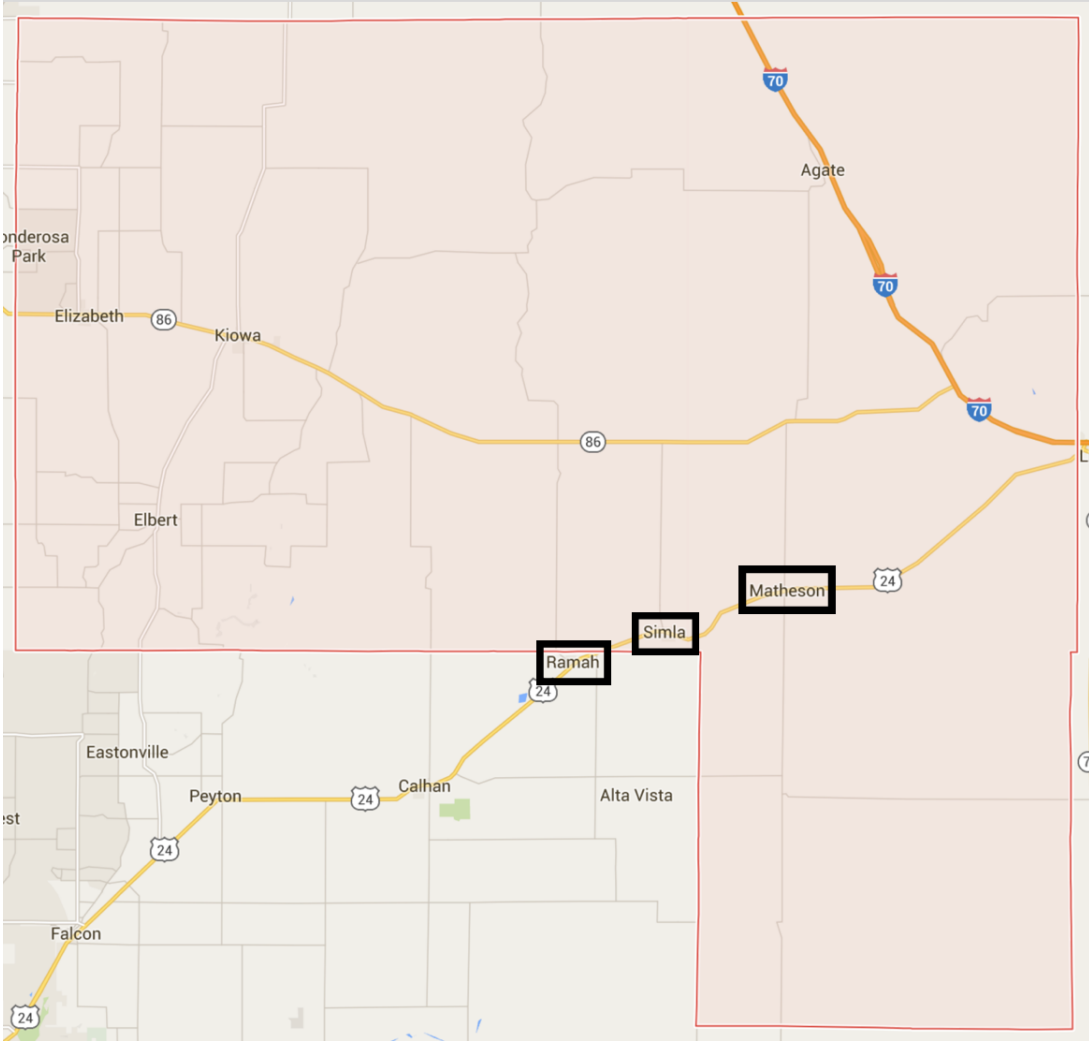 70
Agate
onderosa
Park
70
Elizabeth
86
Kiowa
70
86
L
Elbert
24
Matheson
Simla
Ramah
24
Eastonville
7
Calhan
Peyton
24
Alta Vista
est
24
Falcon
24